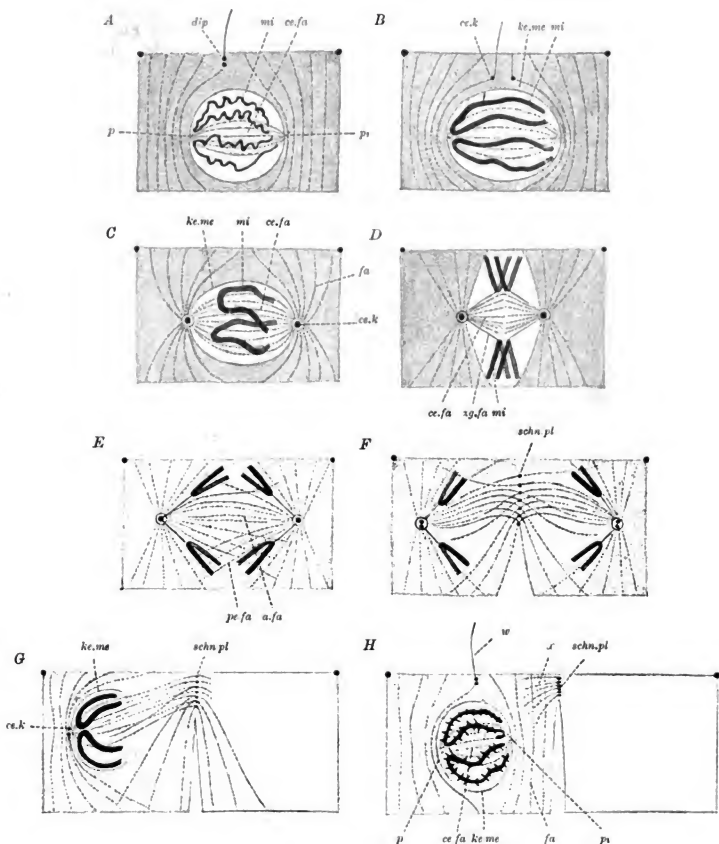 A dip mi ce.fa
p p₁
B ce.k ke.me mi
C ke.me mi ce.fa
fa
ce.k
D
ce.fa zg.fa mi
E
pe.fa a.fa
F schn.pl
G ke.me schn.pl
ce.k
H w x schn.pl
p ce.fa ke.me fa p₁